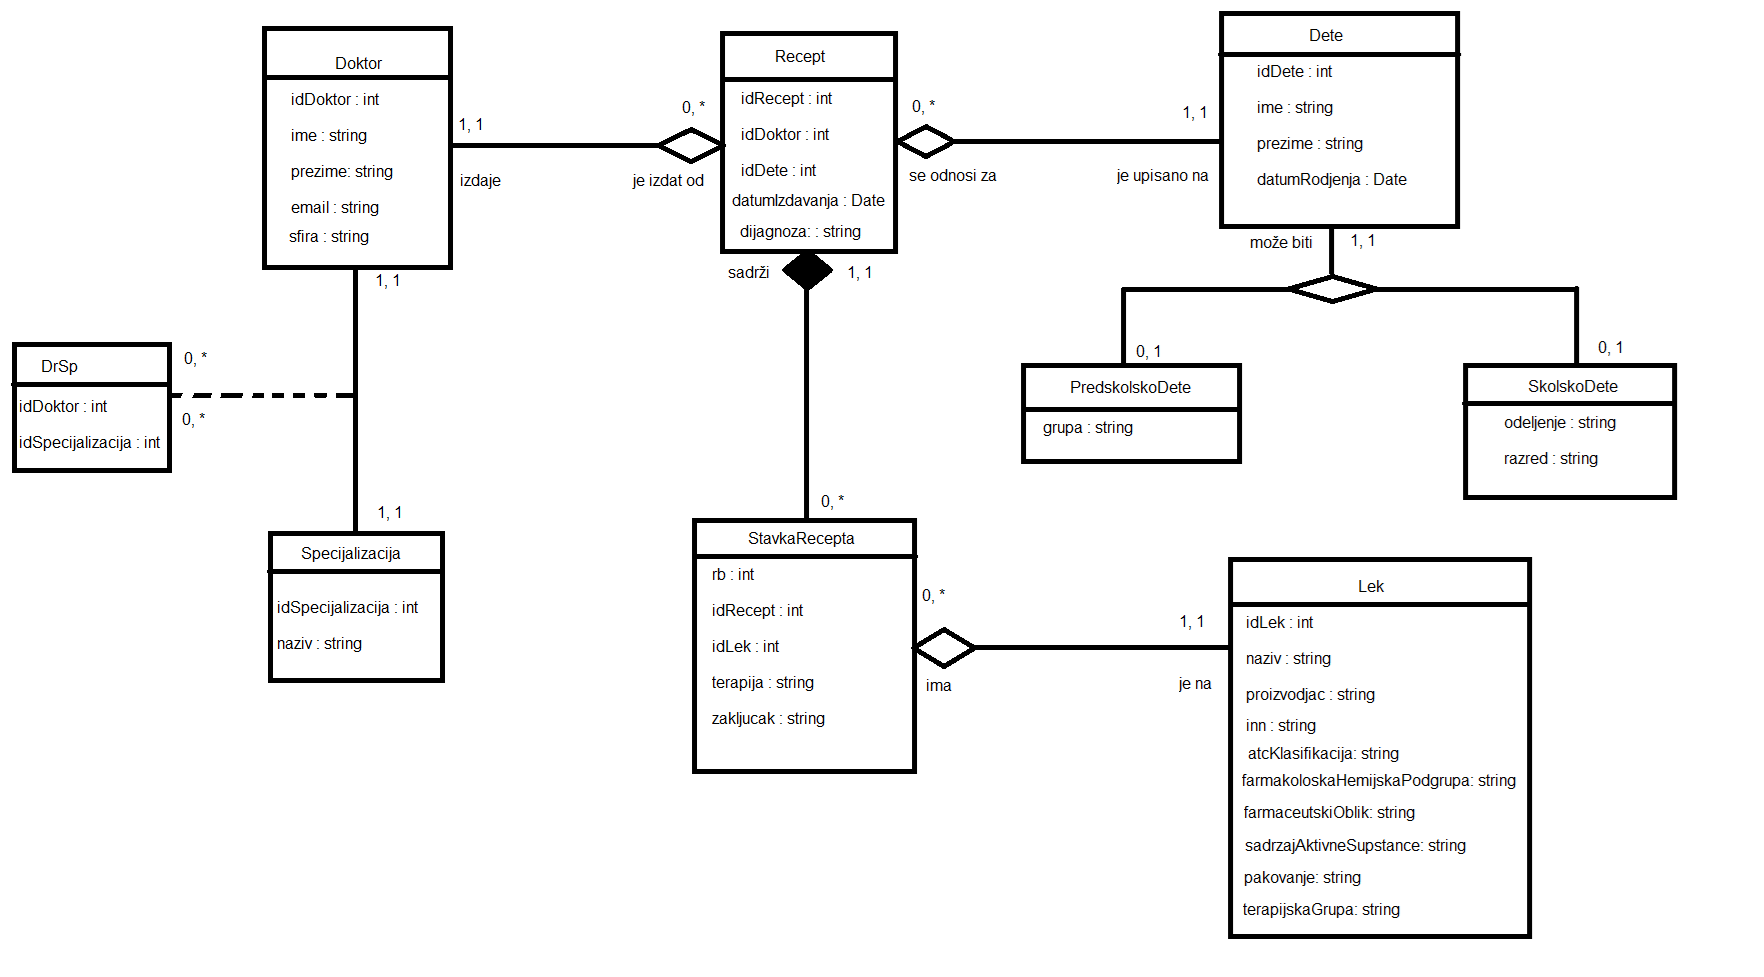 Doktor
idDoktor : int
ime : string
prezime: string
email : string
sfira : string
1, 1
izdaje
0, *
je izdat od
Recept
idRecept : int
idDoktor : int
idDete : int
datumIzdavanja : Date
dijagnoza: : string
0, *
se odnosi za
1, 1
je upisano na
Dete
idDete : int
ime : string
prezime : string
datumRodjenja : Date
može biti
1, 1
sadrži
1, 1
1, 1
DrSp
idDoktor : int
idSpecijalizacija : int
0, *
0, *
0, 1
PredskolskoDete
grupa : string
0, 1
SkolskoDete
odeljenje : string
razred : string
1, 1
Specijalizacija
idSpecijalizacija : int
naziv : string
0, *
StavkaRecepta
rb : int
idRecept : int
idLek : int
terapija : string
zakljucak : string
0, *
ima
1, 1
je na
Lek
idLek : int
naziv : string
proizvodjac : string
inn : string
atcKlasifikacija: string
farmakoloskaHemijskaPodgrupa: string
farmaceutskiOblik: string
sadrzajAktivneSupstance: string
pakovanje: string
terapijskaGrupa: string